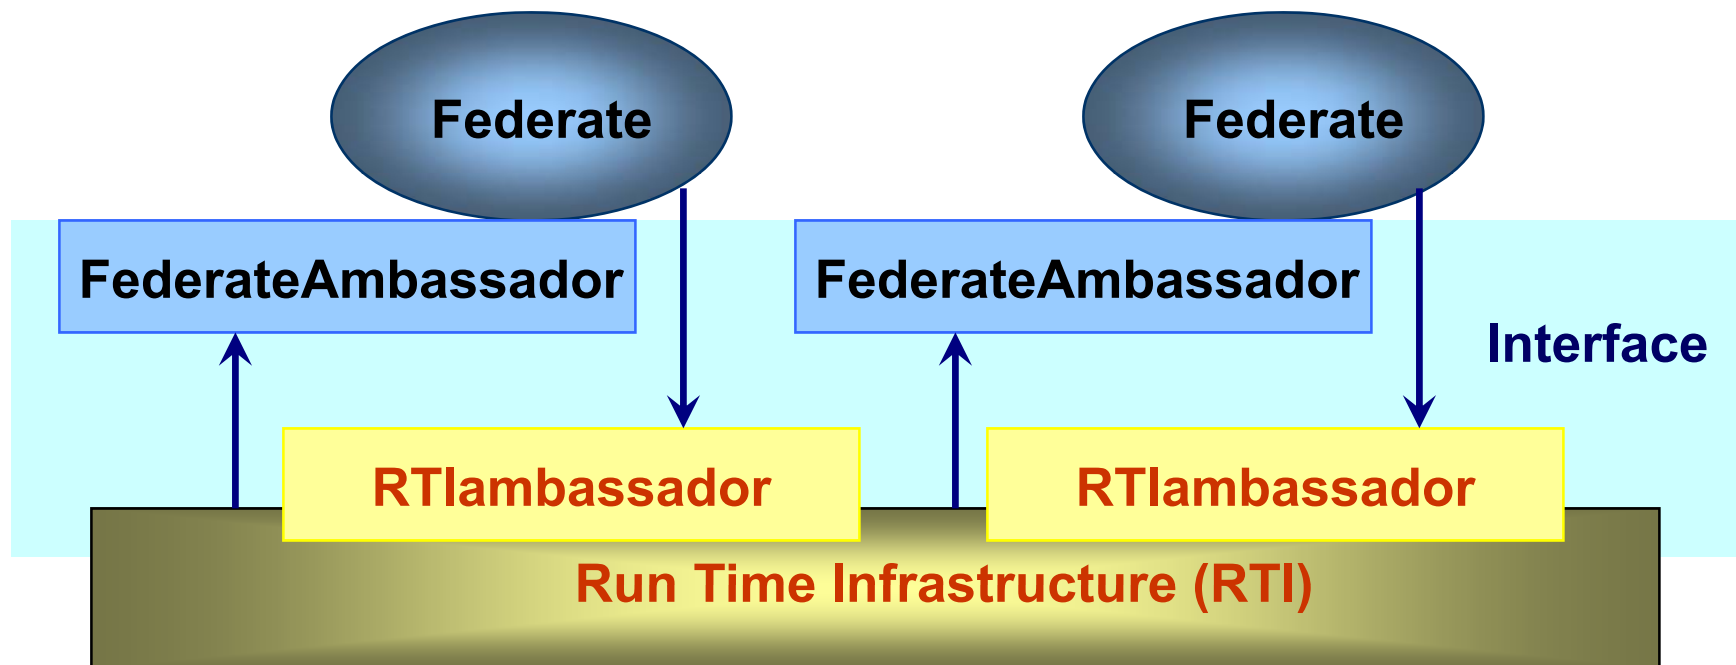 Federate
Federate
FederateAmbassador
FederateAmbassador
Interface
RTIambassador
RTIambassador
Run Time Infrastructure (RTI)